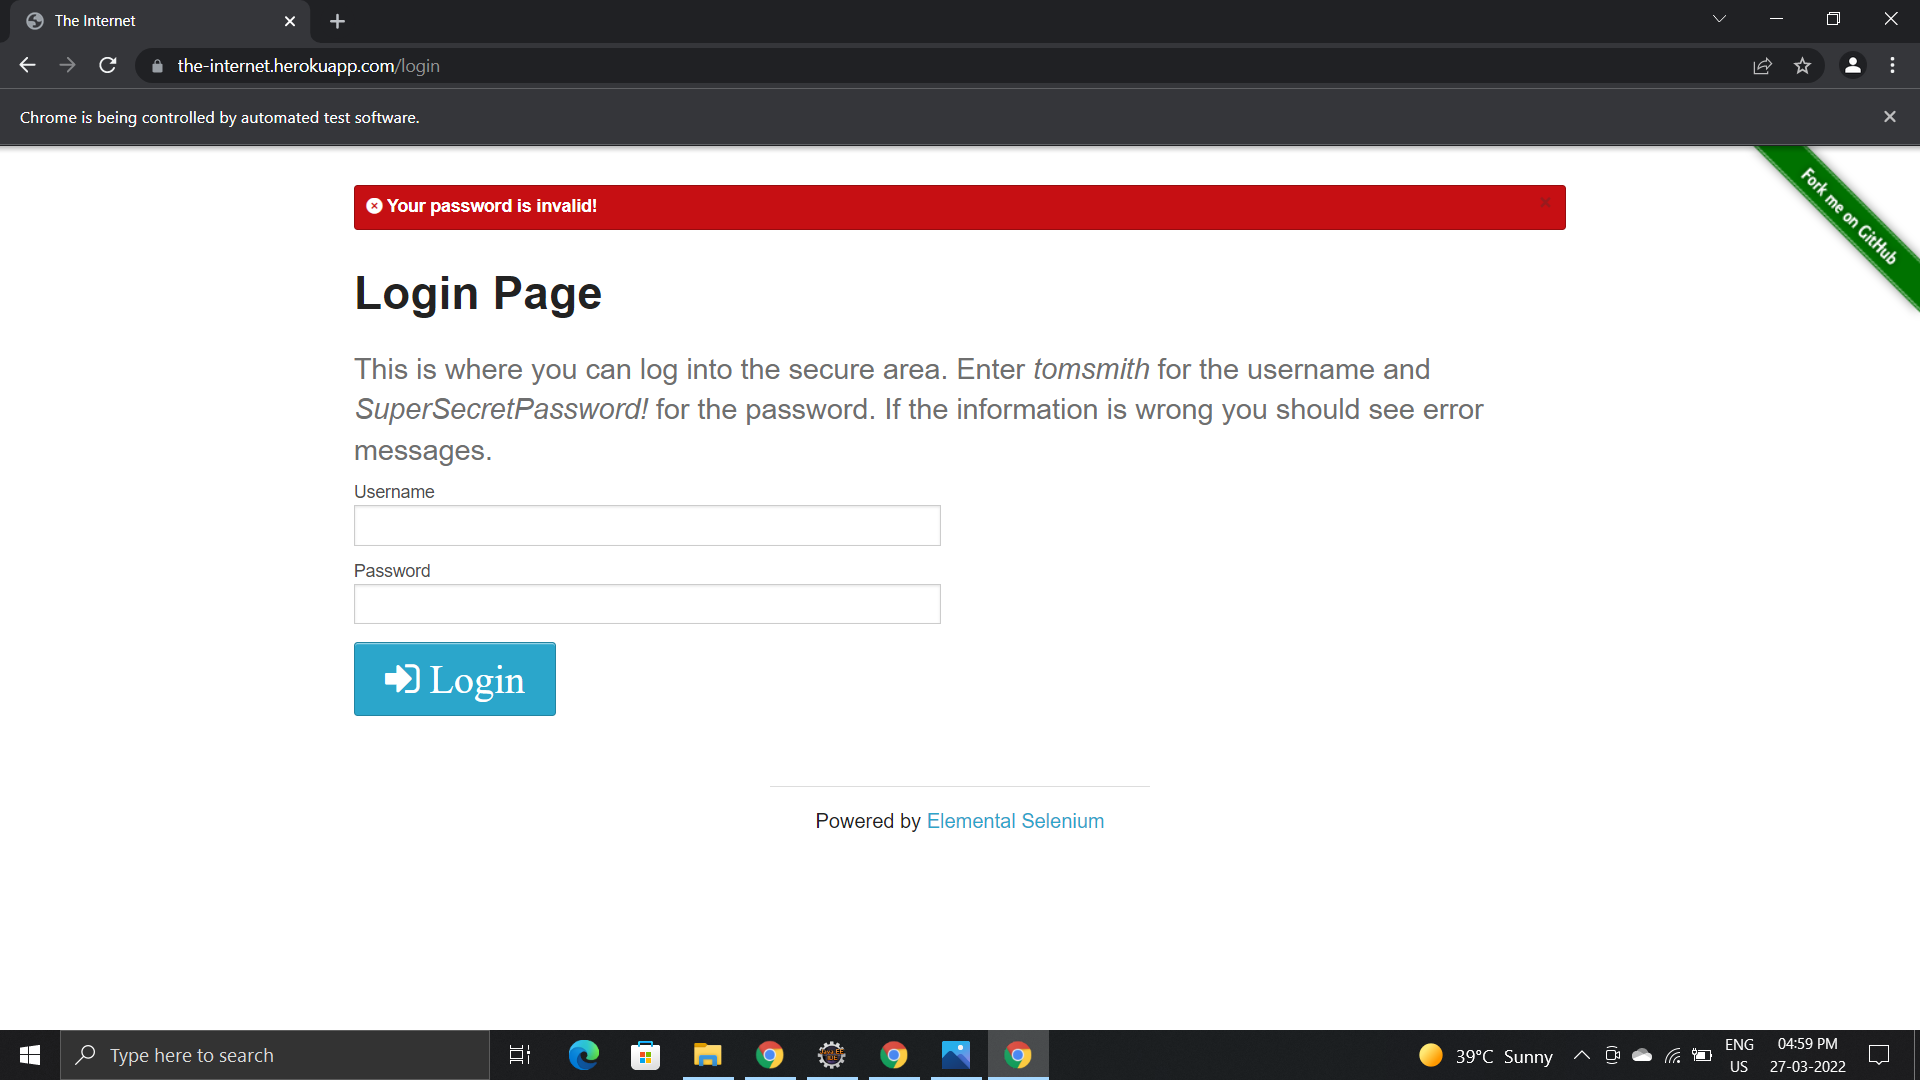 The Internet
the-internet.herokuapp.com/login
Chrome is being controlled by automated test software.
Fork me on GitHub
Your password is invalid!
Login Page
This is where you can log into the secure area. Enter tomsmith for the username and
SuperSecretPassword! for the password. If the information is wrong you should see error
messages.
Username
Password
Login
Powered by Elemental Selenium
Type here to search
39°C Sunny
ENG
US
04:59 PM
27-03-2022